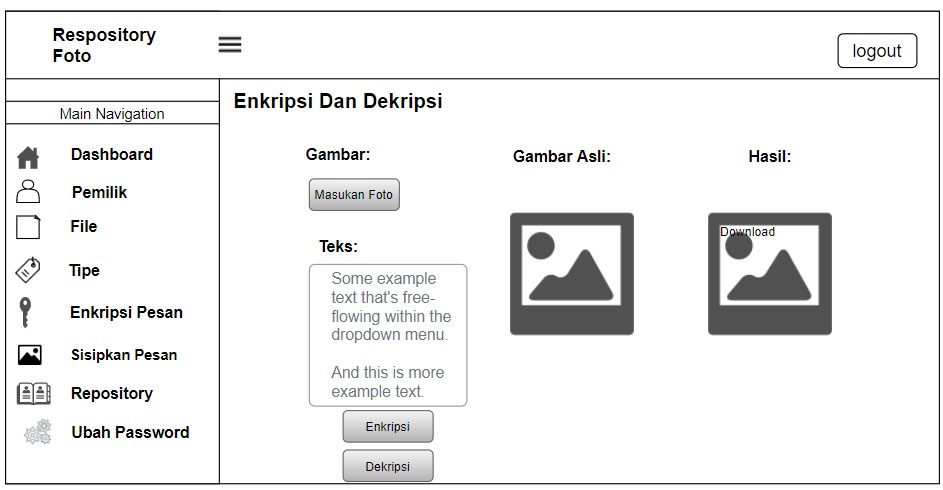 Respository
Foto
logout
Main Navigation
Dashboard
Pemilik
File
Tipe
Enkripsi Pesan
Sisipkan Pesan
Repository
Ubah Password
Enkripsi Dan Dekripsi
Gambar:
Masukan Foto
Teks:
Some example
text that's free-
flowing within the
dropdown menu.
And this is more
example text.
Enkripsi
Dekripsi
Gambar Asli:
Hasil:
Download